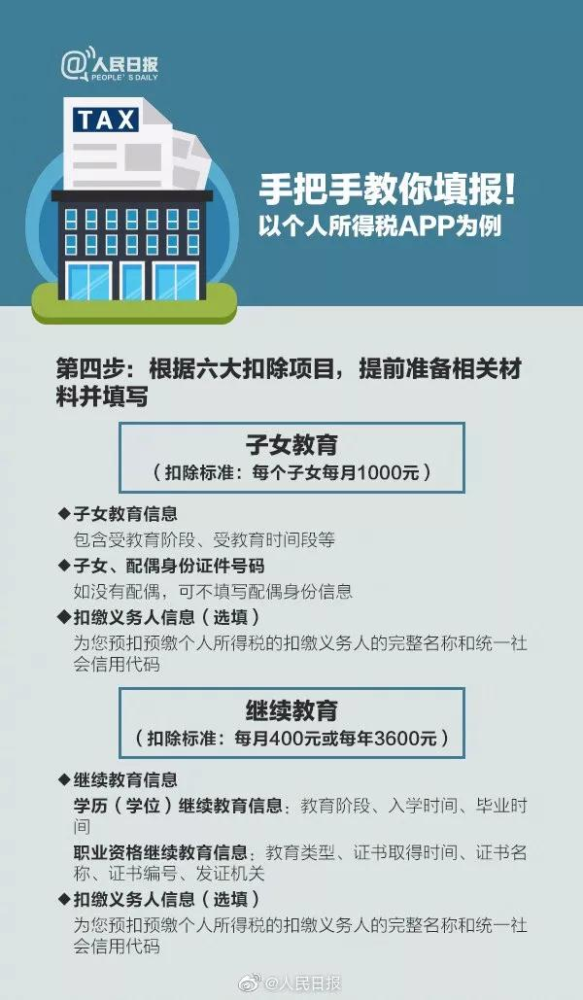 @人民日报
PEOPLE'S DAILY
TAX
手把手教你填报!
以个人所得税APP为例
第四步：根据六大扣除项目，提前准备相关材
料并填写
子女教育
（扣除标准：每个子女每月1000元）
◆子女教育信息
包含受教育阶段、受教育时间段等
◆子女、配偶身份证件号码
如没有配偶，可不填写配偶身份信息
◆扣缴义务人信息（选填）
为您预扣预缴个人所得税的扣缴义务人的完整名称和统一社
会信用代码
继续教育
（扣除标准：每月400元或每年3600元）
◆继续教育信息
学历（学位）继续教育信息：教育阶段、入学时间、毕业时
间
职业资格继续教育信息：教育类型、证书取得时间、证书名
称、证书编号、发证机关
◆扣缴义务人信息（选填）
为您预扣预缴个人所得税的扣缴义务人的完整名称和统一社
会信用代码
@人民日报